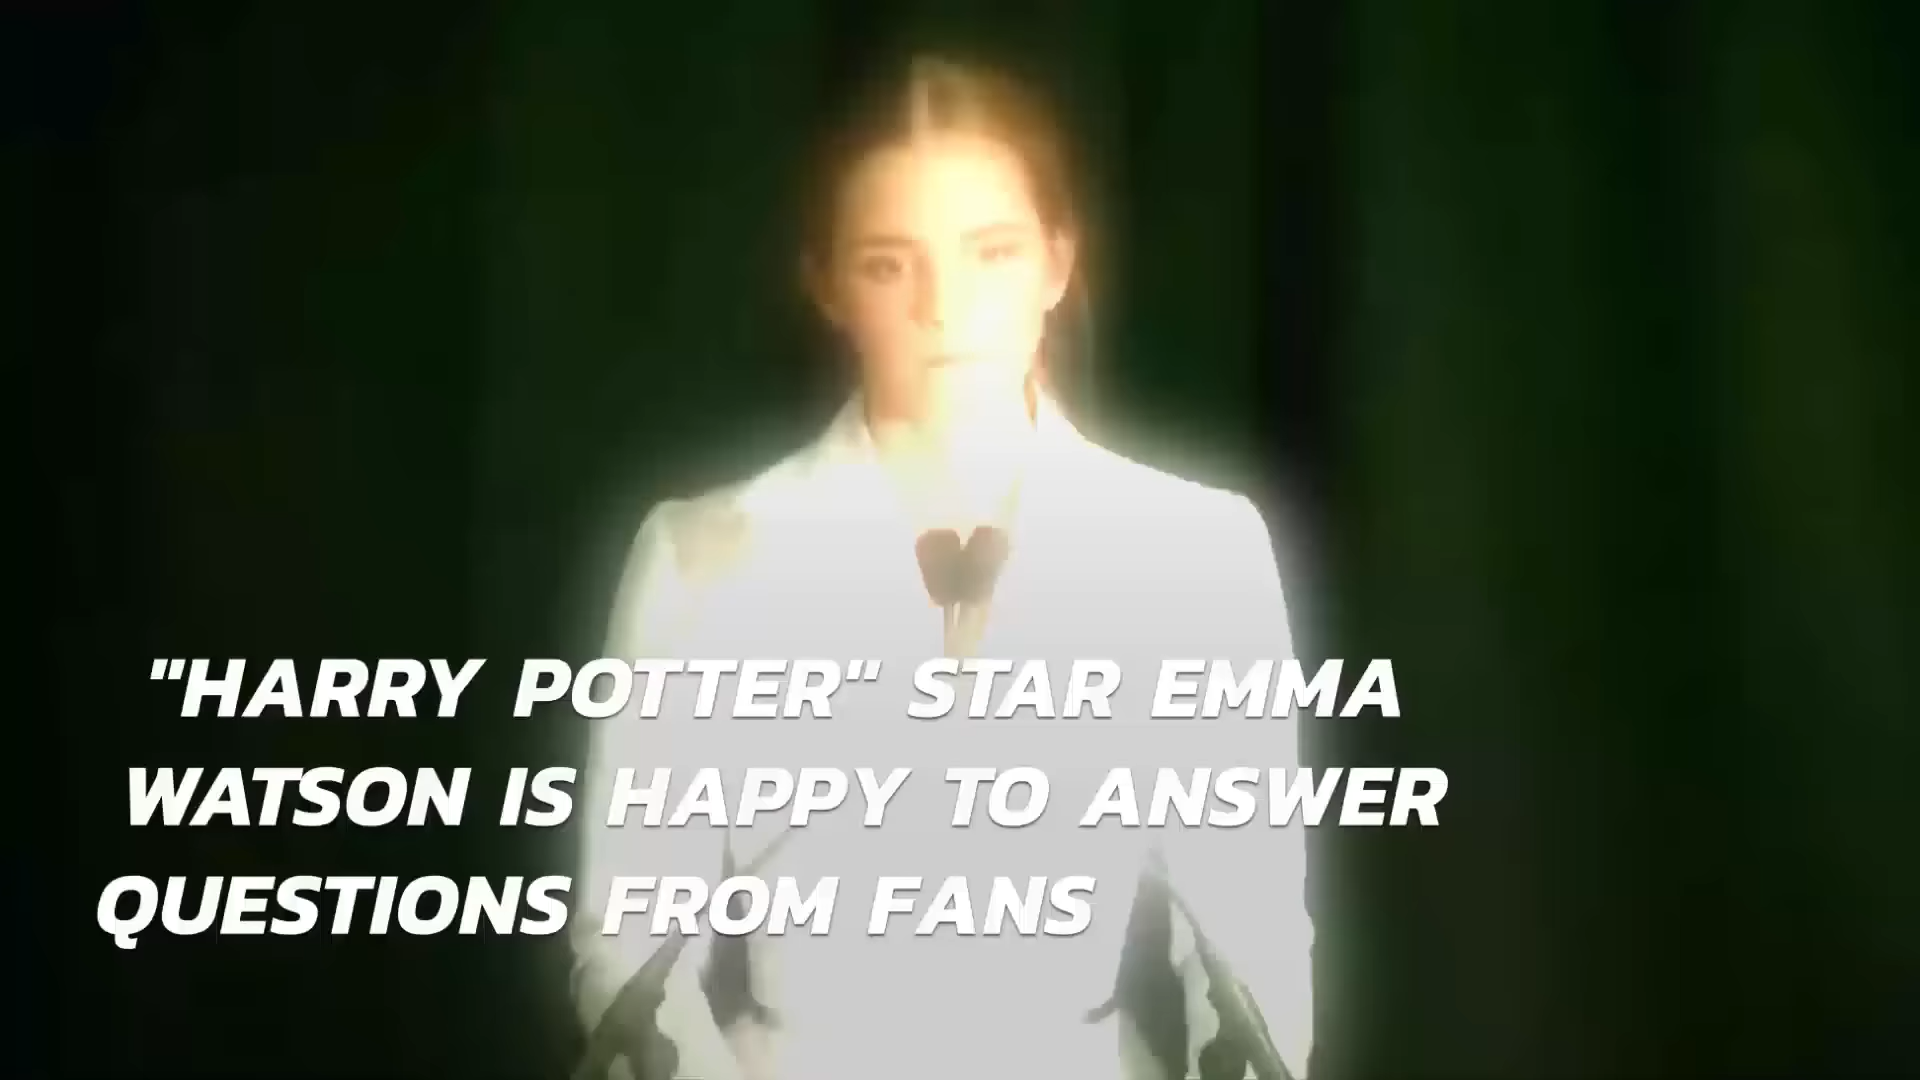 "HARRY POTTER" STAR EMMA
WATSON IS HAPPY TO ANSWER
QUESTIONS FROM FANS